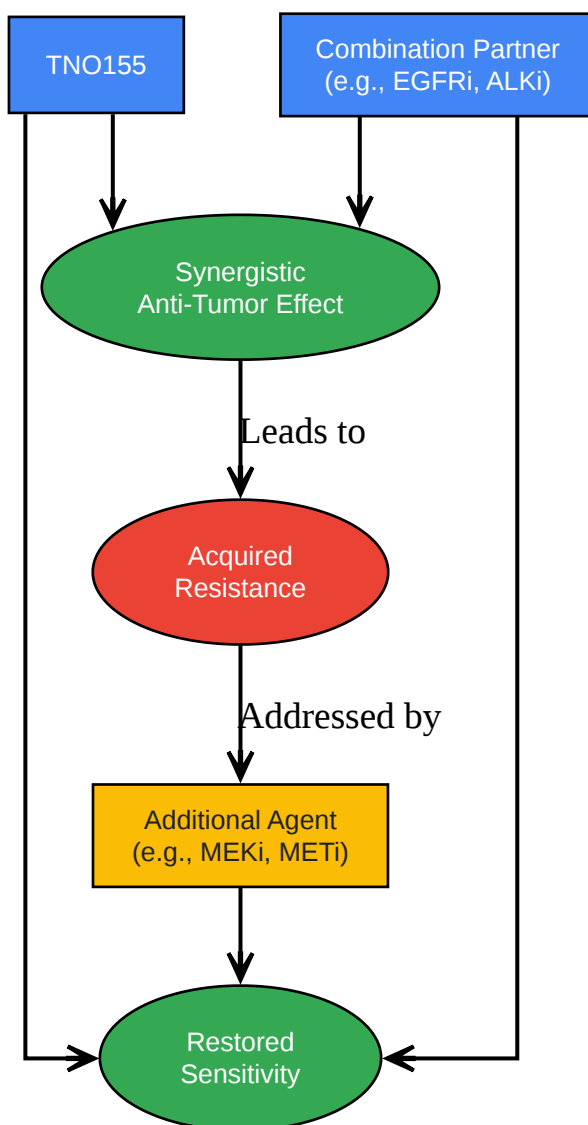 TNO155
Combination Partner
(e.g., EGFRi, ALKi)
Synergistic
Anti-Tumor Effect
Leads to
Acquired
Resistance
Addressed by
Additional Agent
(e.g., MEKi, METi)
Restored
Sensitivity